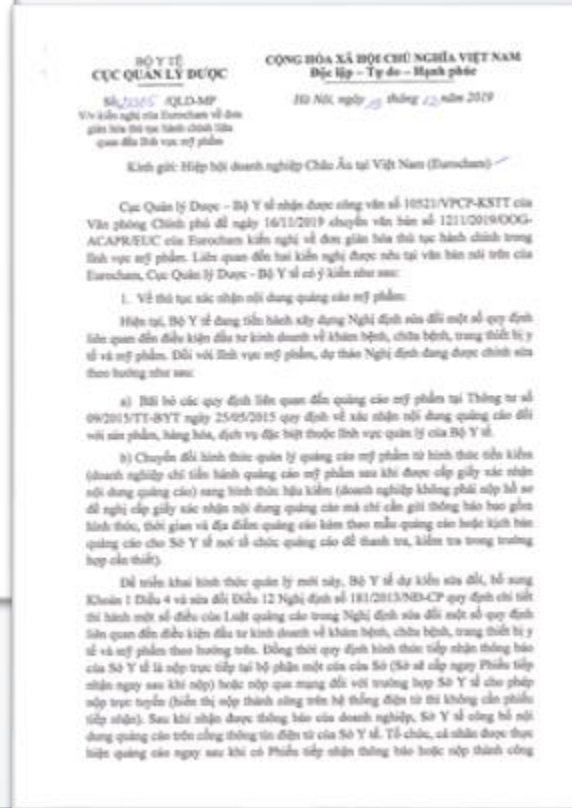 BỘ Y TẾ
CỤC QUẢN LÝ DƯỢC
CỘNG HÒA XÃ HỘI CHỦ NGHĨA VIỆT NAM
Độc lập – Tự do – Hạnh phúc
Số: /QLD-MP
V/v kiến nghị của Eurocham về đơn
giản hóa thủ tục hành chính liên
quan đến lĩnh vực mỹ phẩm
Hà Nội, ngày tháng 12 năm 2019
Kính gửi: Hiệp hội doanh nghiệp Châu Âu tại Việt Nam (Eurocham)
Cục Quản lý Dược – Bộ Y tế nhận được công văn số 10521/VPCP-KSTT của
Văn phòng Chính phủ đề ngày 16/11/2019 chuyển văn bản số 1211/2019/OOG-
ACAPR/EUC của Eurocham kiến nghị về đơn giản hóa thủ tục hành chính trong
lĩnh vực mỹ phẩm. Liên quan đến hai kiến nghị được nêu tại văn bản nói trên của
Eurocham, Cục Quản lý Dược – Bộ Y tế có ý kiến như sau:
1. Về thủ tục xác nhận nội dung quảng cáo mỹ phẩm:
Hiện tại, Bộ Y tế đang tiến hành xây dựng Nghị định sửa đổi một số quy định
liên quan đến điều kiện đầu tư kinh doanh về khám bệnh, chữa bệnh, trang thiết bị y
tế và mỹ phẩm. Đối với lĩnh vực mỹ phẩm, dự thảo Nghị định đang được chỉnh sửa
theo hướng như sau:
a) Bãi bỏ các quy định liên quan đến quảng cáo mỹ phẩm tại Thông tư số
09/2015/TT-BYT ngày 25/05/2015 quy định về xác nhận nội dung quảng cáo đối
với sản phẩm, hàng hóa, dịch vụ đặc biệt thuộc lĩnh vực quản lý của Bộ Y tế.
b) Chuyển đổi hình thức quản lý quảng cáo mỹ phẩm từ hình thức tiền kiểm
(doanh nghiệp chỉ tiến hành quảng cáo mỹ phẩm sau khi được cấp giấy xác nhận
nội dung quảng cáo) sang hình thức hậu kiểm (doanh nghiệp không phải nộp hồ sơ
đề nghị cấp giấy xác nhận nội dung quảng cáo mà chỉ cần gửi thông báo bao gồm
hình thức, thời gian và địa điểm quảng cáo kèm theo mẫu quảng cáo hoặc kịch bản
quảng cáo cho Sở Y tế nơi tổ chức quảng cáo để thanh tra, kiểm tra trong trường
hợp cần thiết).
Để triển khai hình thức quản lý mới này, Bộ Y tế dự kiến sửa đổi, bổ sung
Khoản 1 Điều 4 và sửa đổi Điều 12 Nghị định số 181/2013/NĐ-CP quy định chi tiết
thi hành một số điều của Luật quảng cáo trong Nghị định sửa đổi một số quy định
liên quan đến điều kiện đầu tư kinh doanh về khám bệnh, chữa bệnh, trang thiết bị y
tế và mỹ phẩm theo hướng trên. Đồng thời quy định hình thức tiếp nhận thông báo
của Sở Y tế là nộp trực tiếp tại bộ phận một cửa của Sở (Sở sẽ cấp ngay Phiếu tiếp
nhận ngay sau khi nộp) hoặc nộp qua mạng đối với trường hợp Sở Y tế cho phép
nộp trực tuyến (hiển thị nộp thành công trên hệ thống điện tử thì không cần phiếu
tiếp nhận). Sau khi nhận được thông báo của doanh nghiệp, Sở Y tế công bố nội
dung quảng cáo trên cổng thông tin điện tử của Sở Y tế. Tổ chức, cá nhân được thực
hiện quảng cáo ngay sau khi có Phiếu tiếp nhận thông báo hoặc nộp thành công